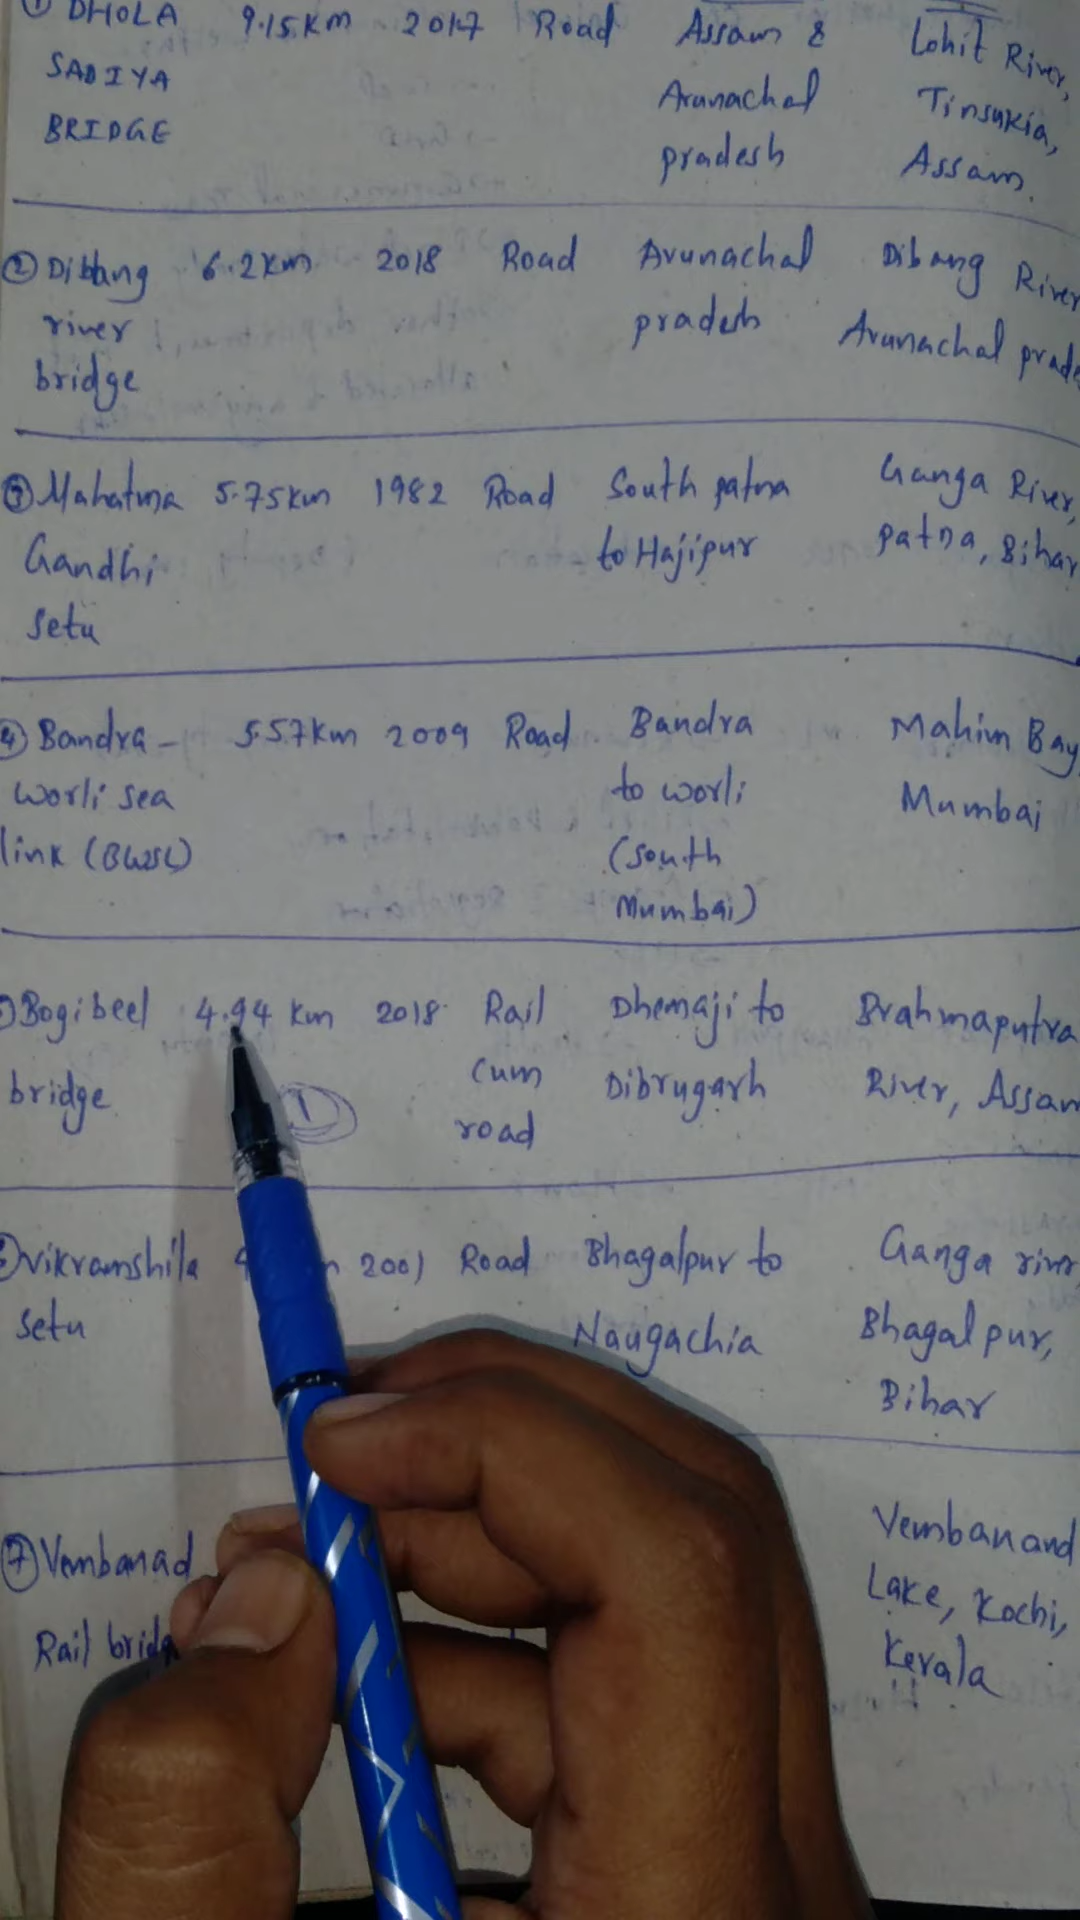 ① DHOLA 9.15km 2017 Road Assam & Lohit River,
SADIYA Arunachal Tinsukia,
BRIDGE pradesh Assam.
② Dibang 6.2km 2018 Road Arunachal Dibang River
river pradesh Arunachal prade
bridge
③ Mahatma 5.75km 1982 Road South patna Ganga River,
Gandhi to Hajipur patna, Bihar
setu
④ Bandra- 5.57km 2009 Road Bandra Mahim Bay,
worli sea to worli Mumbai
link (BWSL) (south
Mumbai)
Bogibeel 4.94 km 2018 Rail Dhemaji to Brahmaputra
bridge ① cum Dibrugarh River, Assam
road
Vikramshila 2001 Road Bhagalpur to Ganga river
setu Naugachia Bhagalpur,
Bihar
⑦ Vembanad Vembanand
Rail bridg Lake, Kochi,
Kerala